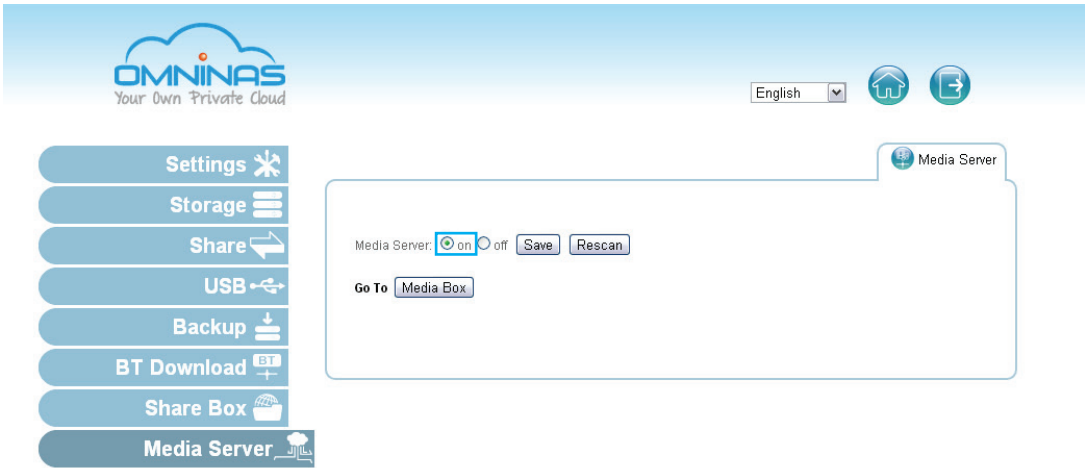 OMNINAS
Your Own Private Cloud
English
Settings
Storage
Share
USB
Backup
BT Download BT
Share Box
Media Server
Media Server
Media Server: on off Save Rescan
Go To Media Box